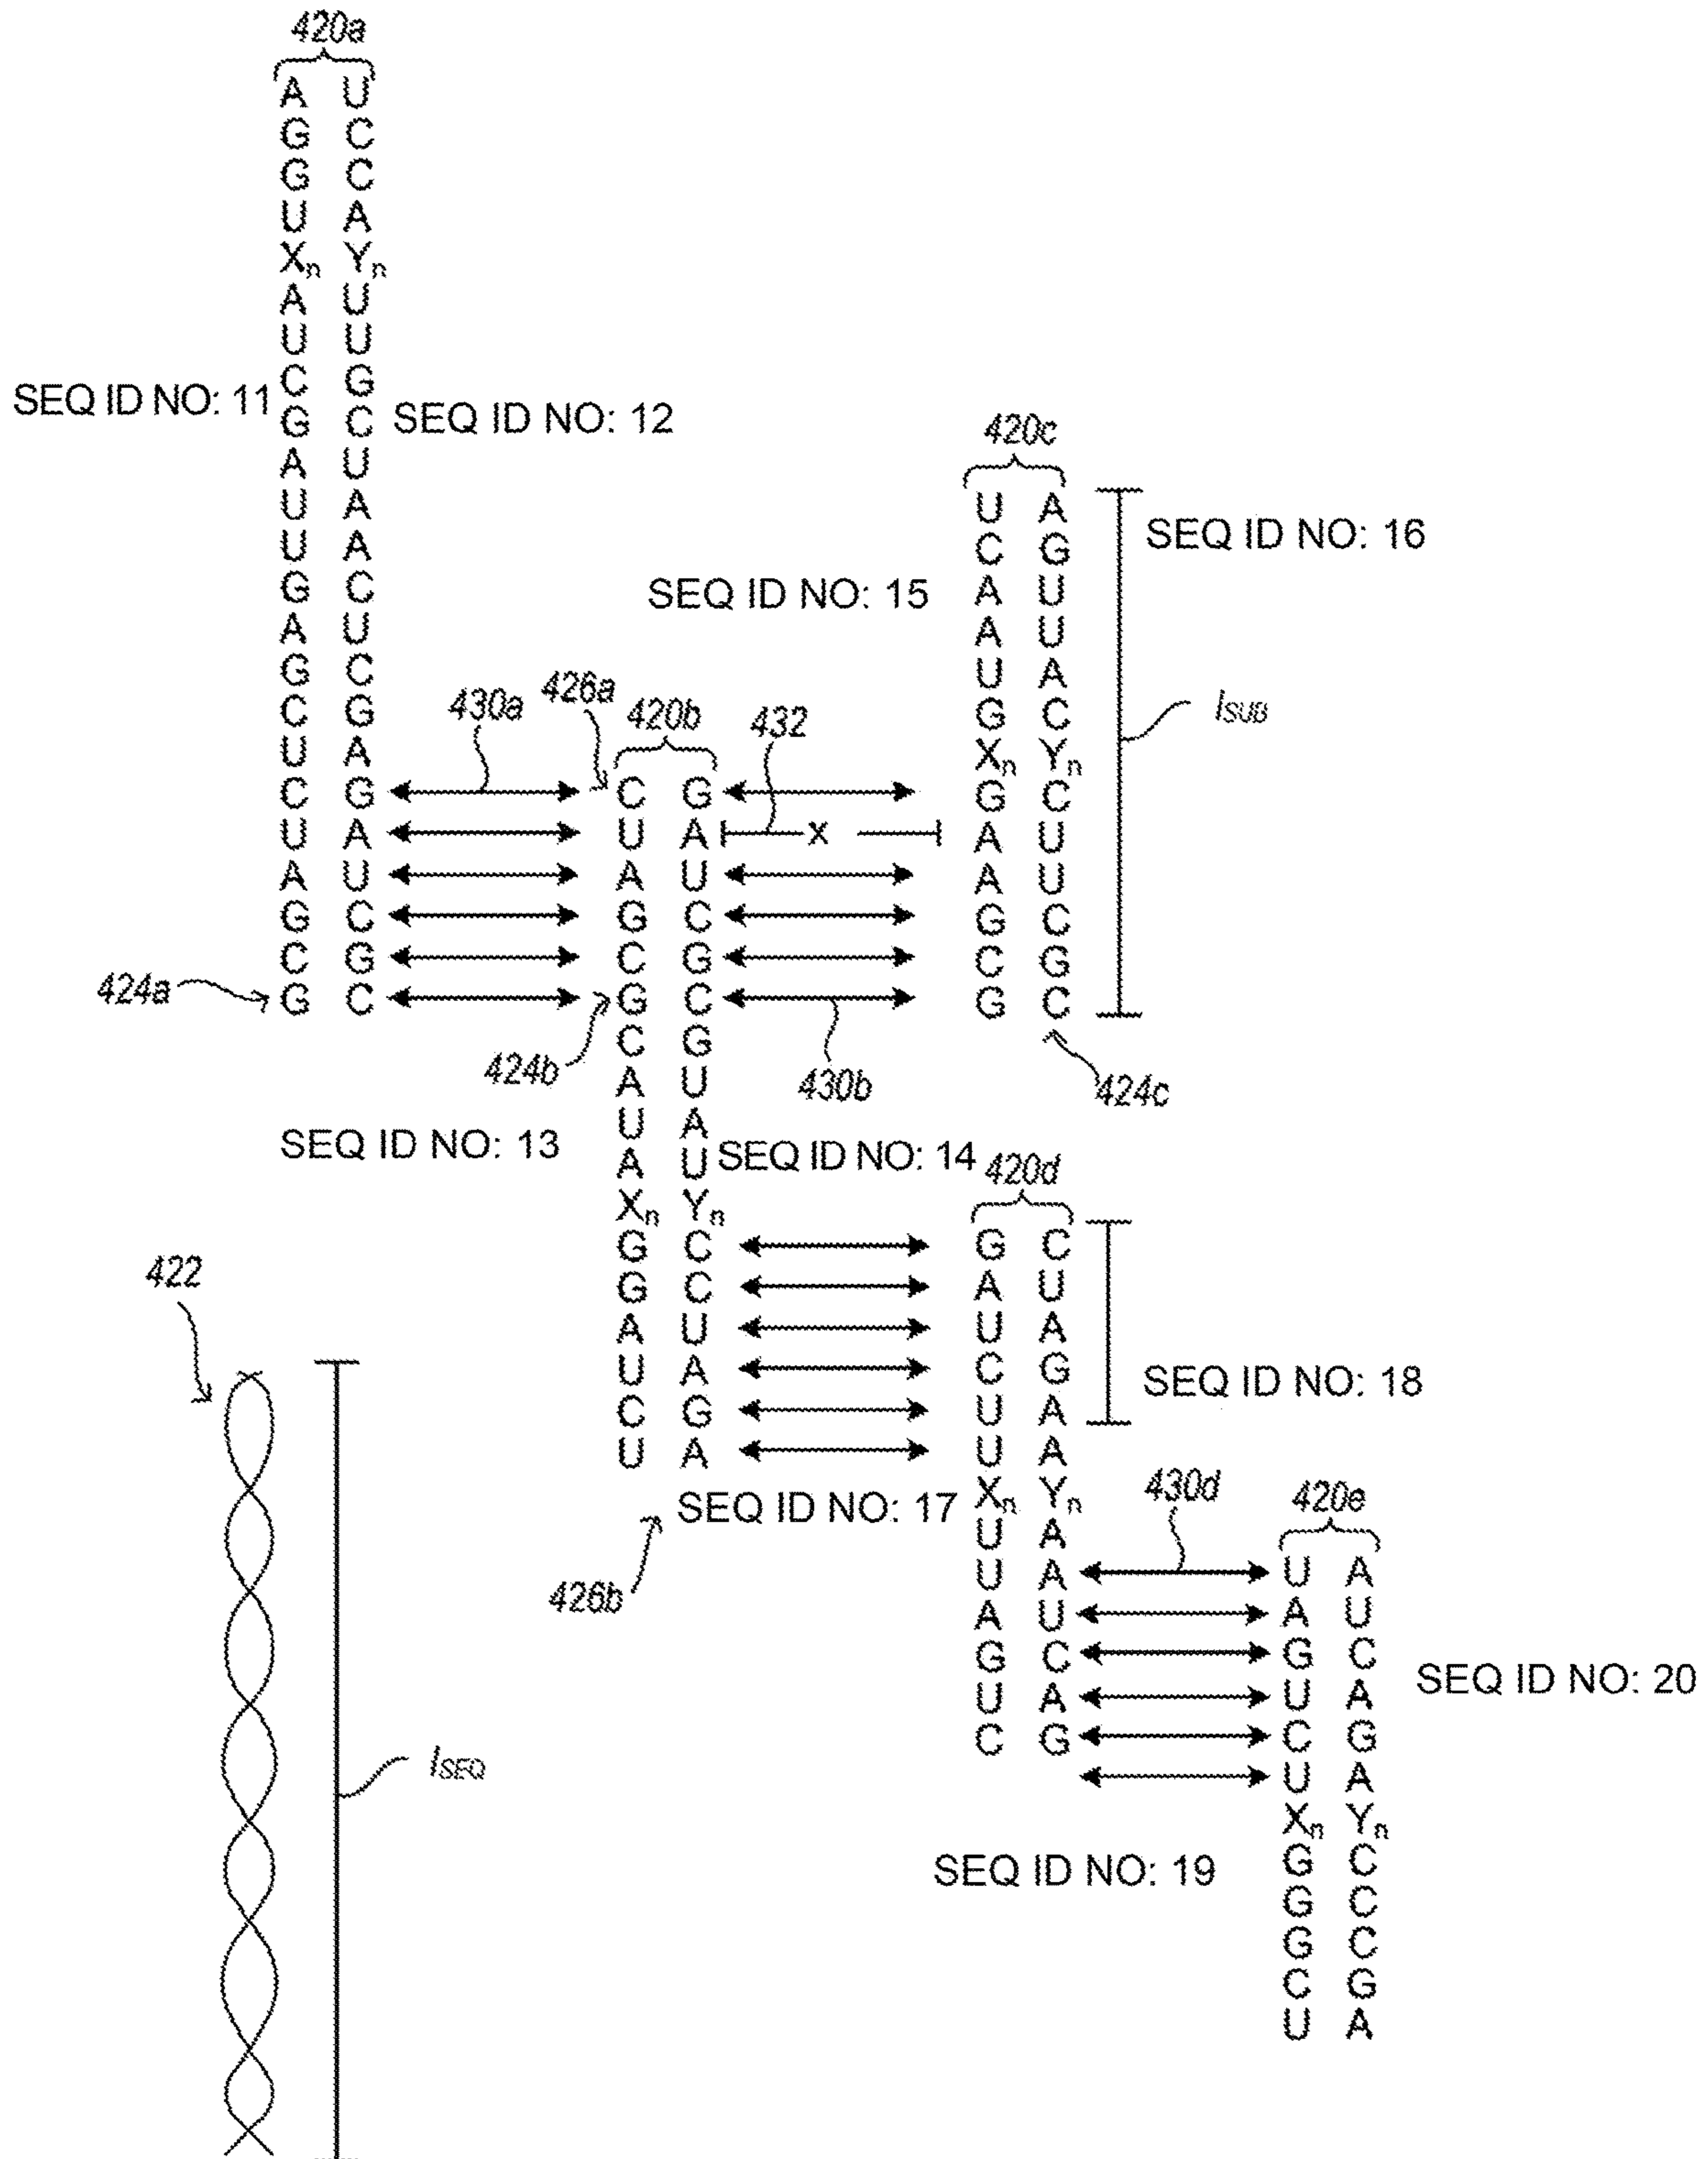 420a
A U
G C
G C
U A
Xn Yn
A U
U U
C G
G C
A U
U A
U A
G C
A U
G C
C G
U A
C G
U A
A U
G C
C G
G C
SEQ ID NO: 11
SEQ ID NO: 12
424a
430a
426a
420b
432
X
C G
U A
A U
G C
C G
G C
C G
A U
U A
A U
Xn Yn
G C
G C
A U
U A
C G
U A
424b
SEQ ID NO: 13
SEQ ID NO: 14
426b
430b
420c
U A
C G
A U
A U
U A
G C
Xn Yn
G C
A U
A U
G C
C G
G C
SEQ ID NO: 15
SEQ ID NO: 16
lSUB
424c
420d
G C
A U
U A
C G
U A
U A
Xn Yn
U A
U A
A U
G C
U A
C G
SEQ ID NO: 17
SEQ ID NO: 18
430d
420e
U A
A U
G C
U A
C G
U A
Xn Yn
G C
G C
G C
C G
U A
SEQ ID NO: 19
SEQ ID NO: 20
422
lSEQ